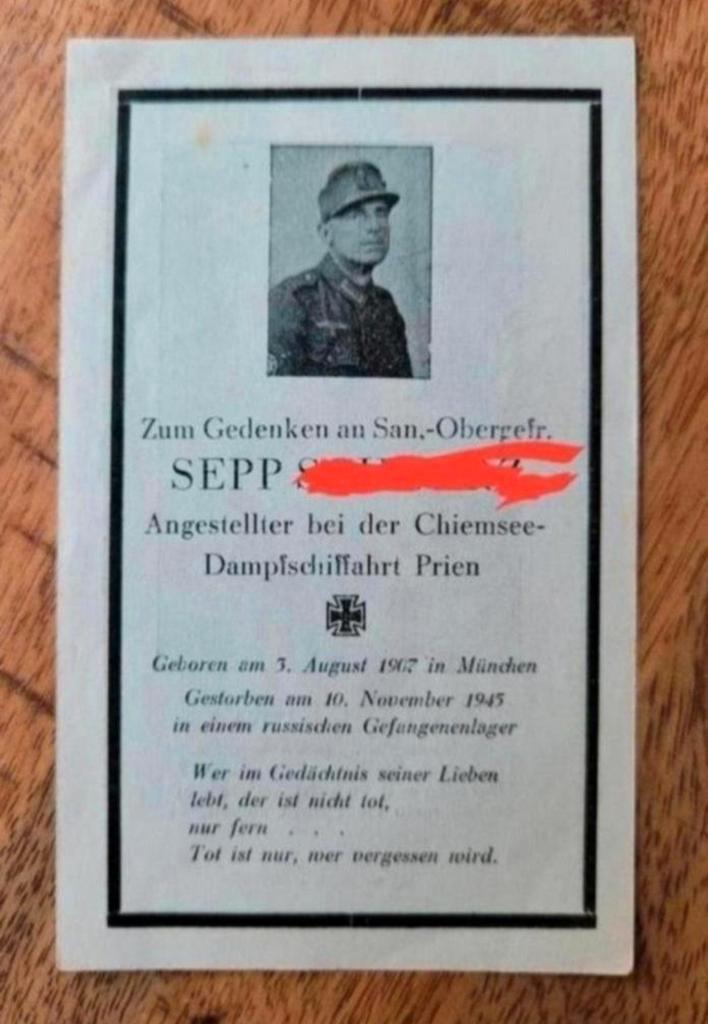 Zum Gedenken an San.-Obergefr.
SEPP
Angestellter bei der Chiemsee-
Dampfschiffahrt Prien
Geboren am 3. August 1907 in München
Gestorben am 10. November 1945
in einem russischen Gefangenenlager
Wer im Gedächtnis seiner Lieben
lebt, der ist nicht tot,
nur fern . . .
Tot ist nur, wer vergessen wird.